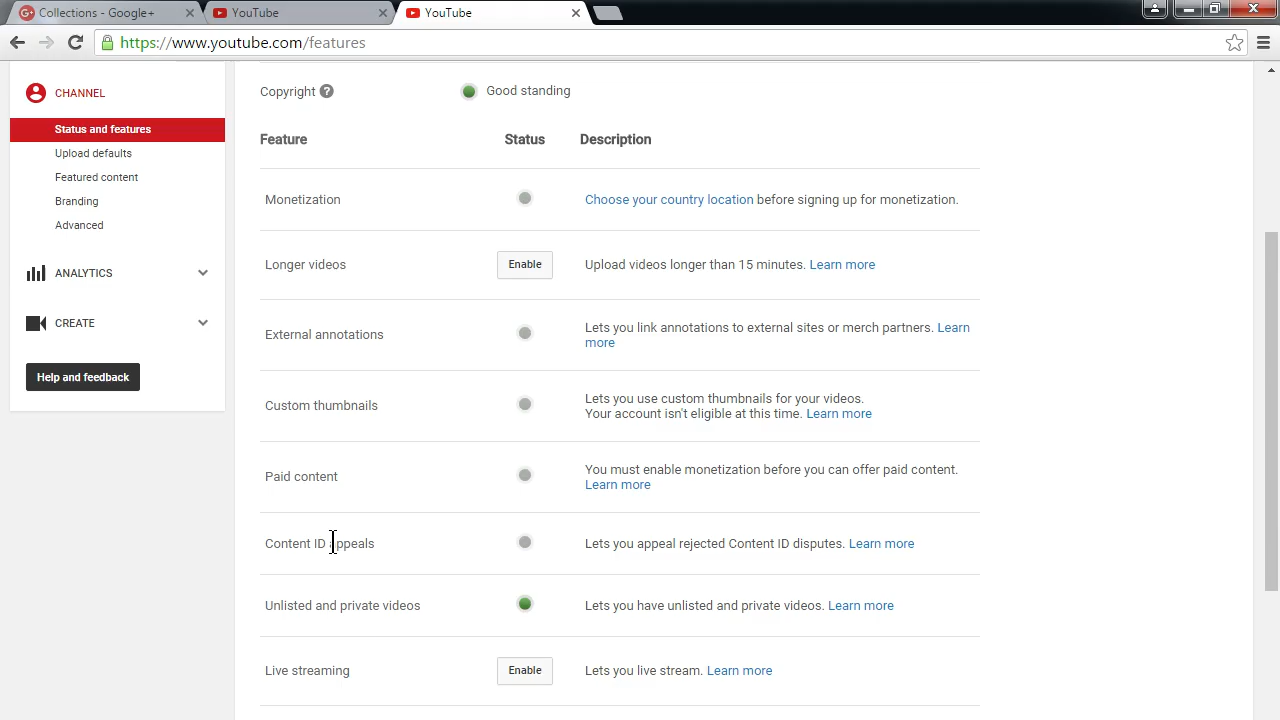 Collections - Google+
YouTube
YouTube
https://www.youtube.com/features
CHANNEL
Status and features
Upload defaults
Featured content
Branding
Advanced
ANALYTICS
CREATE
Help and feedback
Copyright ? Good standing
Feature Status Description
Monetization Choose your country location before signing up for monetization.
Longer videos Enable Upload videos longer than 15 minutes. Learn more
External annotations Lets you link annotations to external sites or merch partners. Learn
more
Custom thumbnails Lets you use custom thumbnails for your videos.
Your account isn't eligible at this time. Learn more
Paid content You must enable monetization before you can offer paid content.
Learn more
Content ID appeals Lets you appeal rejected Content ID disputes. Learn more
Unlisted and private videos Lets you have unlisted and private videos. Learn more
Live streaming Enable Lets you live stream. Learn more